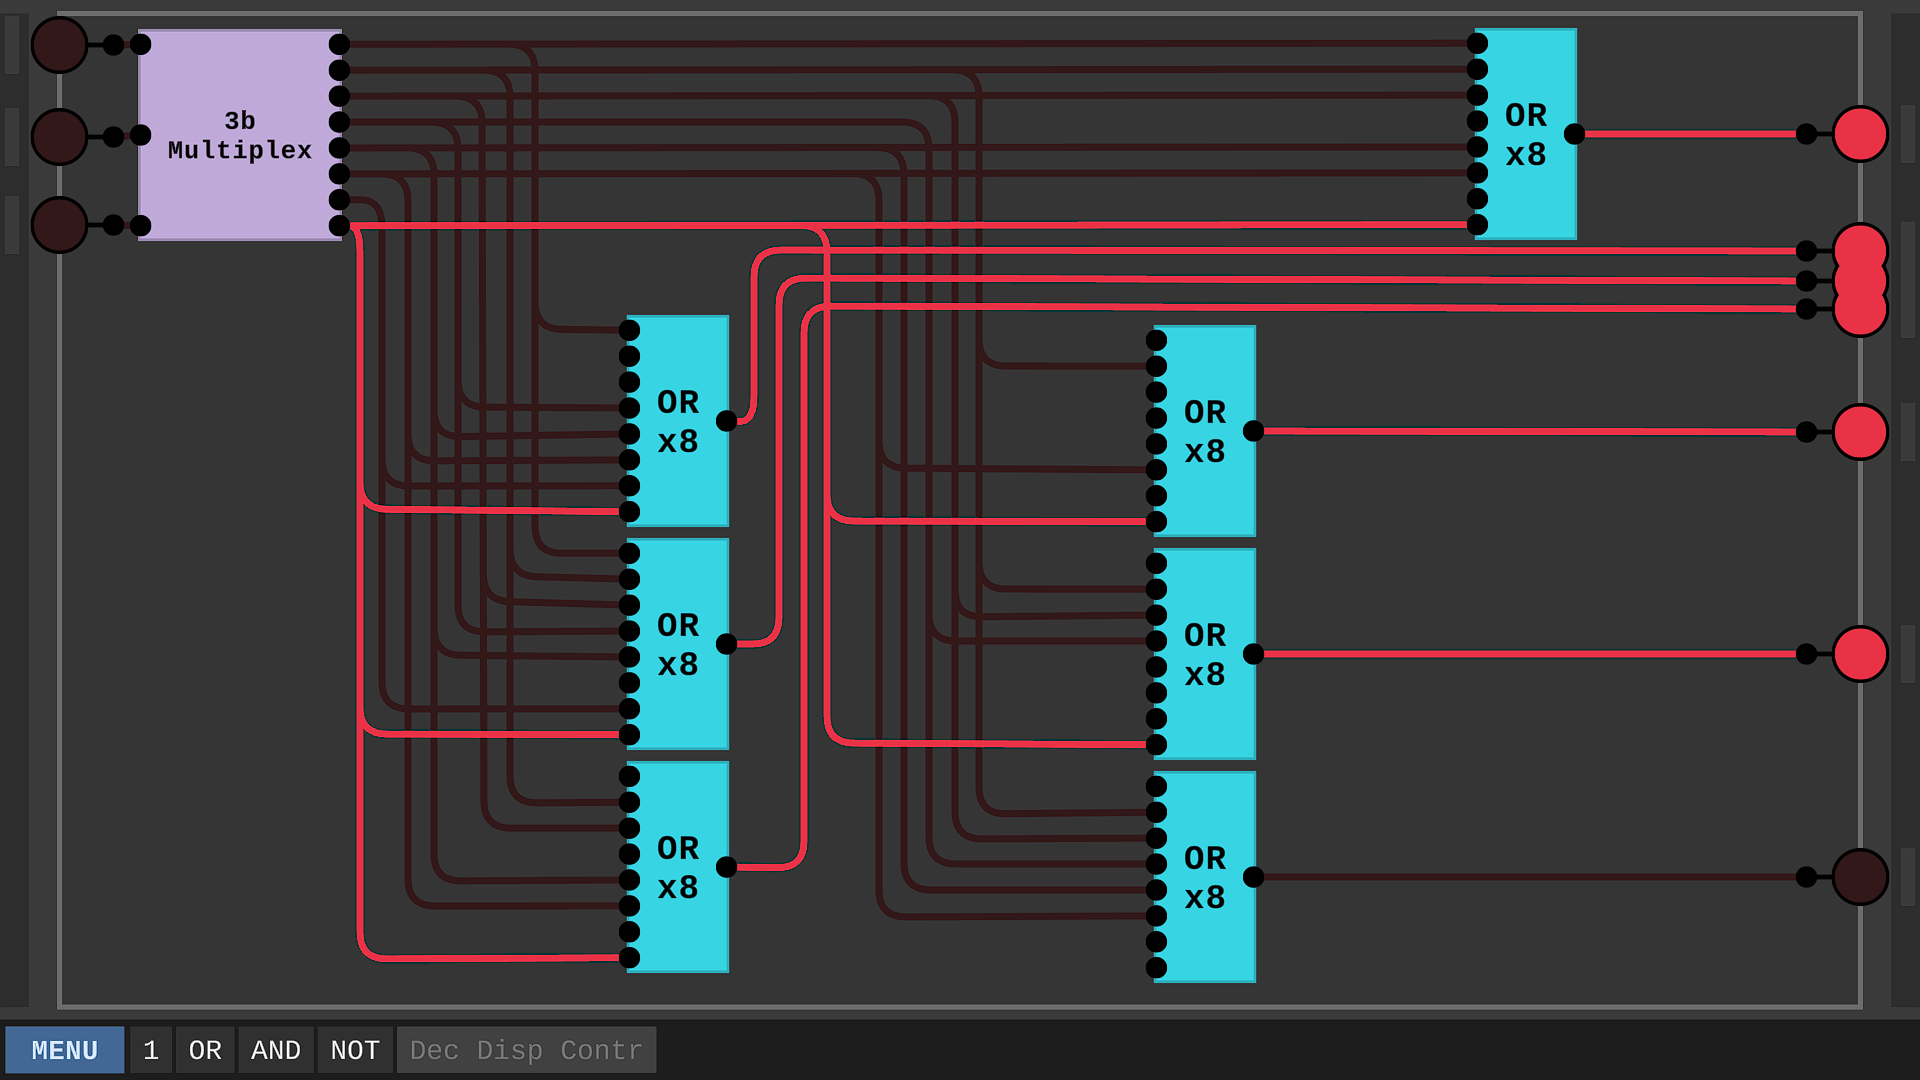 3b
Multiplex
OR
x8
OR
x8
OR
x8
OR
x8
OR
x8
OR
x8
OR
x8
MENU
1
OR
AND
NOT
Dec Disp Contr